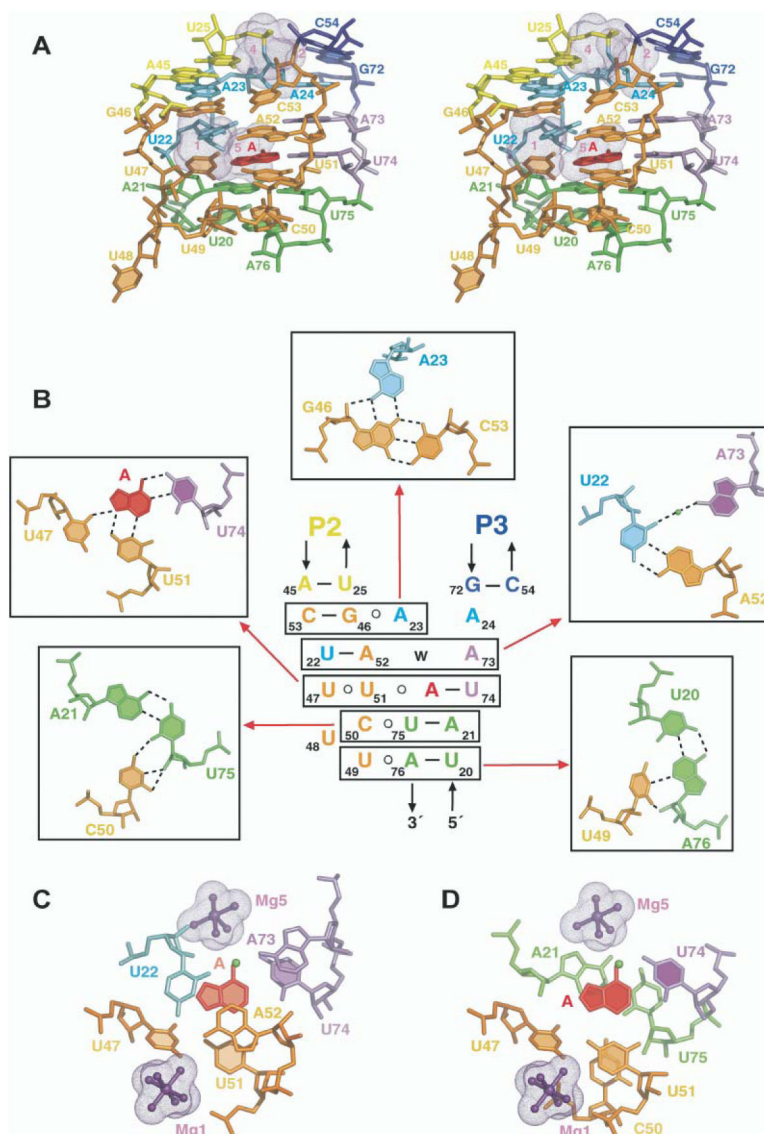 A
U25
C54
4
2
A45
G72
A23
A24
C53
G46
A52
A73
U22
1
5
A
U47
U51
U74
A21
U75
U48
U49
U20
C50
A76
U25
C54
4
2
A45
G72
A23
A24
C53
G46
A52
A73
U22
1
5
A
U47
U51
U74
A21
U75
U48
U49
U20
C50
A76
B
A23
G46
C53
A
U47
U74
U51
A73
U22
A52
P2
P3
45 A – U 25
72 G – C 54
53 C – G 46 ○ A 23
A 24
22 U – A 52 w A 73
47 U ○ U 51 ○ A – U 74
U 48
50 C ○ 75 U – A 21
49 U ○ 76 A – U 20
3´ 5´
A21
U75
C50
U20
U49
A76
C
Mg5
A73
U22
A
A52
U74
U47
U51
Mg1
D
Mg5
A21
U74
A
U47
U75
U51
Mg1
C50